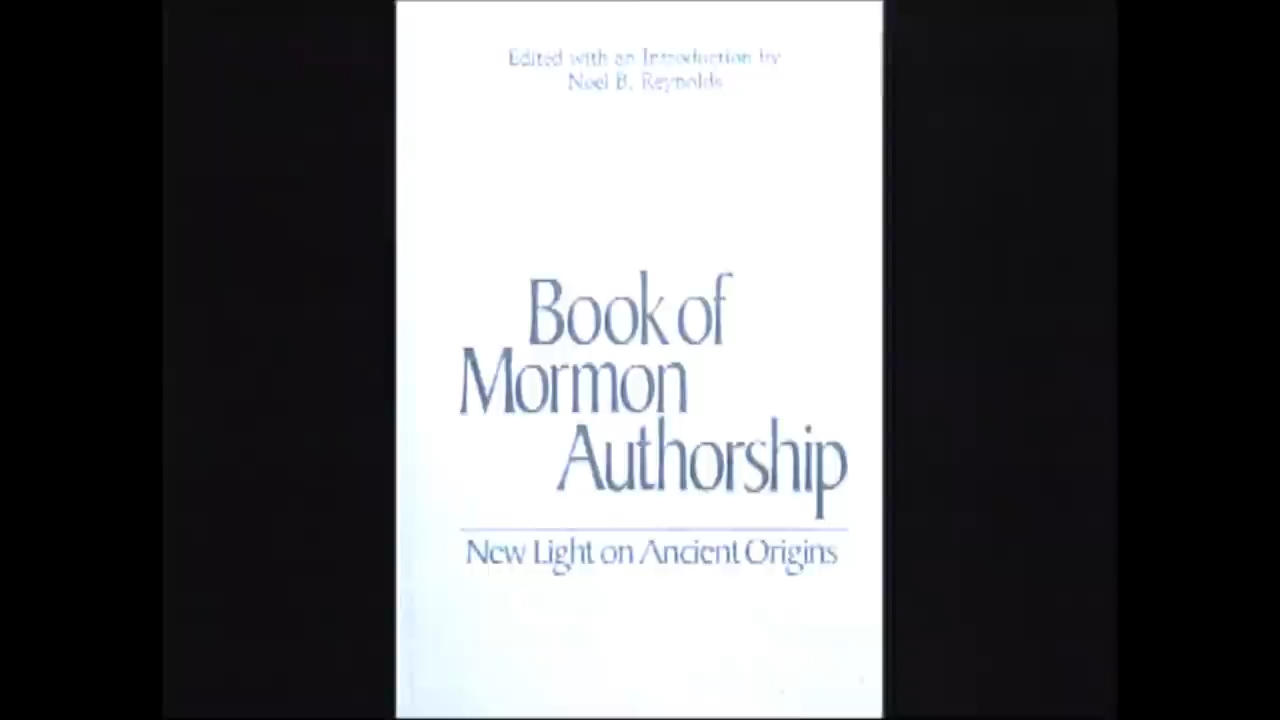 Edited with an Introduction by
Noel B. Reynolds
Book of
Mormon
Authorship
New Light on Ancient Origins